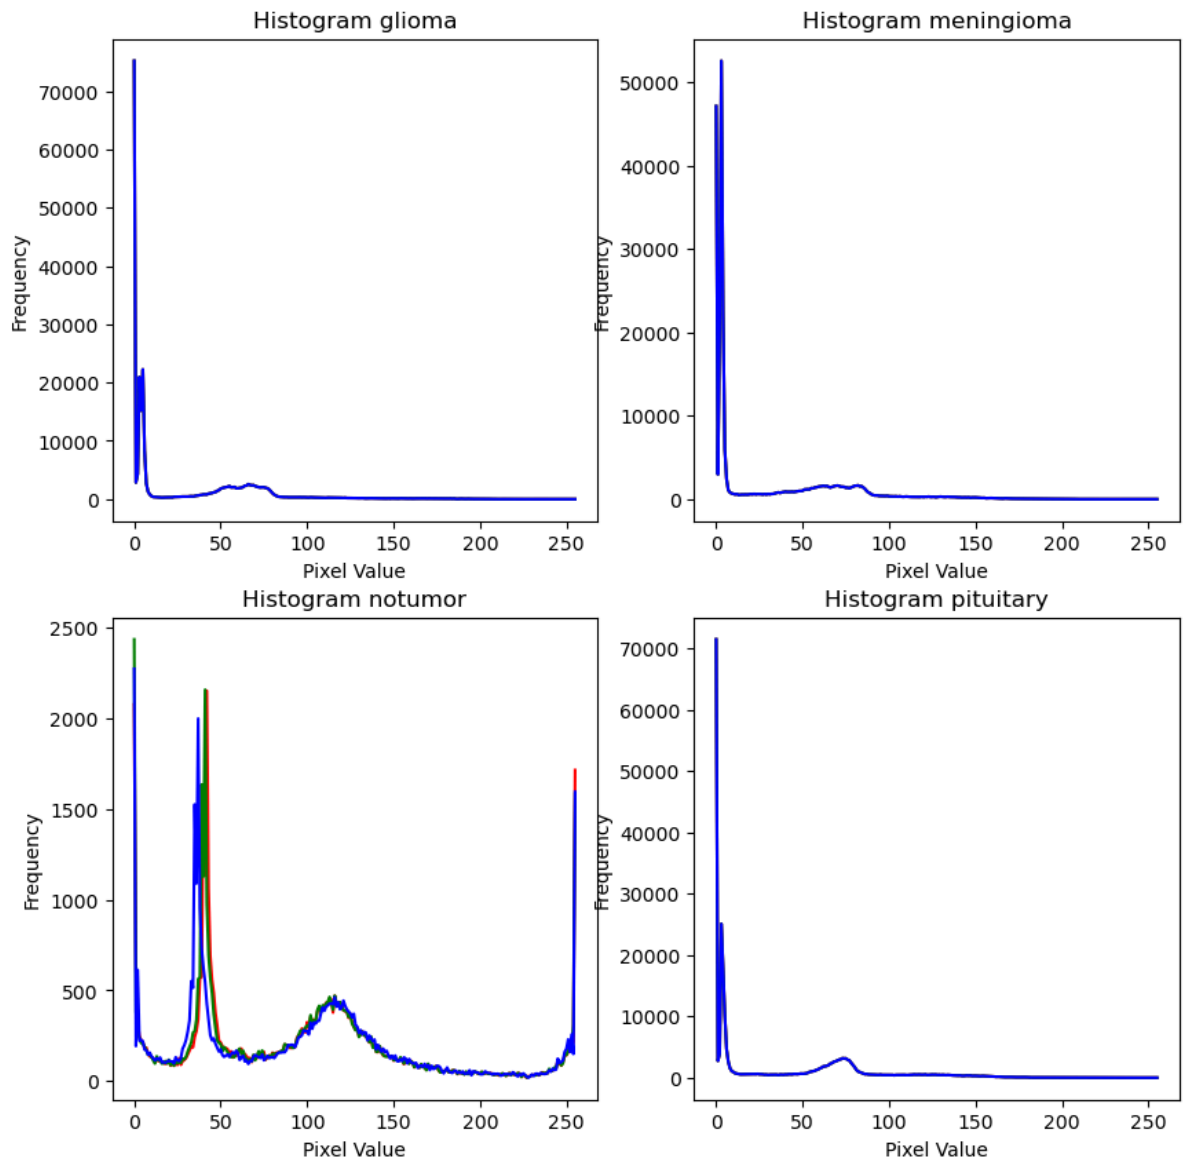 Histogram glioma
Frequency
70000
60000
50000
40000
30000
20000
10000
0
0 50 100 150 200 250
Pixel Value
Histogram meningioma
Frequency
50000
40000
30000
20000
10000
0
0 50 100 150 200 250
Pixel Value
Histogram notumor
Frequency
2500
2000
1500
1000
500
0
0 50 100 150 200 250
Pixel Value
Histogram pituitary
Frequency
70000
60000
50000
40000
30000
20000
10000
0
0 50 100 150 200 250
Pixel Value